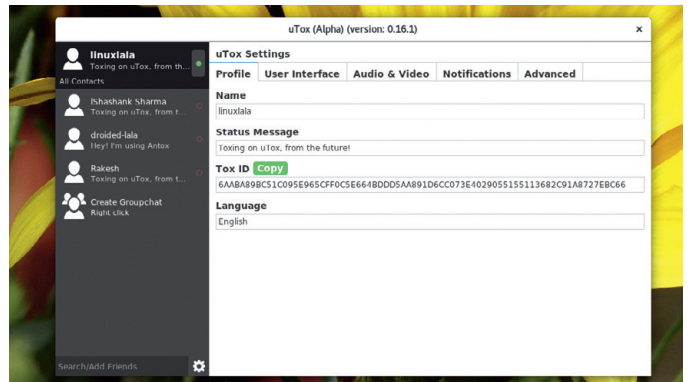 uTox (Alpha) (version: 0.16.1)
linuxlala
Toxing on uTox, from th...
All Contacts
IShashank Sharma
Toxing on uTox, from t...
droided-lala
Hey! I'm using Antox
Rakesh
Toxing on uTox, from t...
Create Groupchat
Right click
Search/Add Friends
uTox Settings
Profile User Interface Audio & Video Notifications Advanced
Name
linuxlala
Status Message
Toxing on uTox, from the future!
Tox ID Copy
6AABA89BC51C095E965CFF0C5E664BDDD5AA891D6CC073E4029055155113682C91A8727EBC66
Language
English